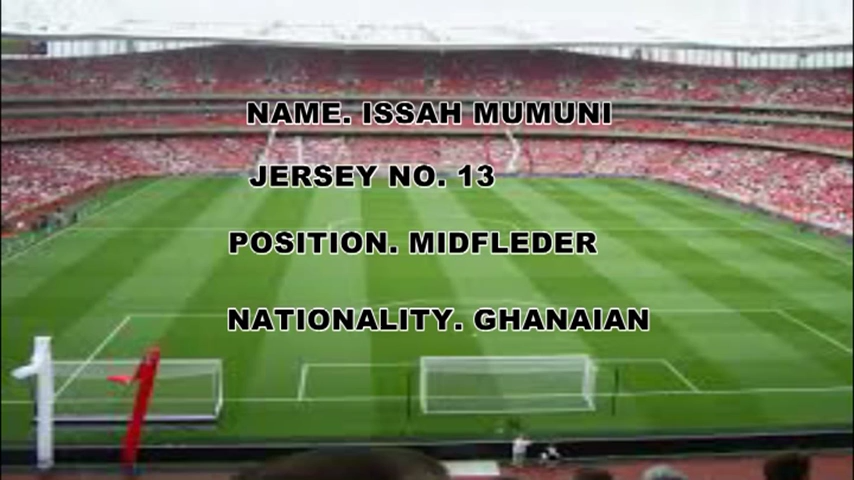 NAME. ISSAH MUMUNI
JERSEY NO. 13
POSITION. MIDFLEDER
NATIONALITY. GHANAIAN